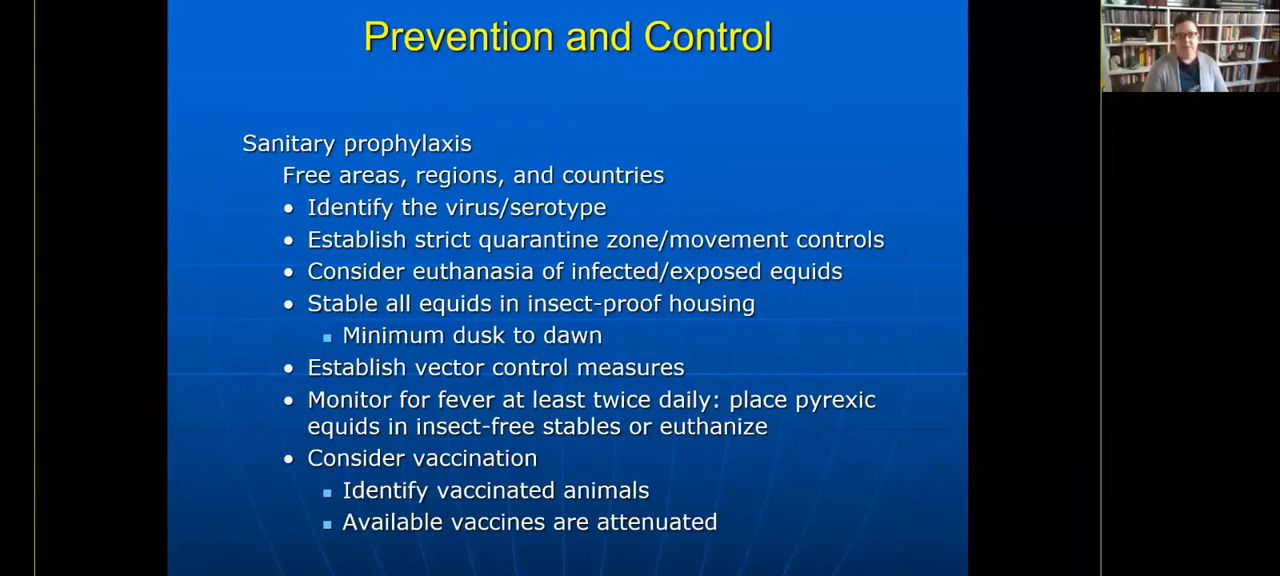 Prevention and Control
Sanitary prophylaxis
Free areas, regions, and countries
• Identify the virus/serotype
• Establish strict quarantine zone/movement controls
• Consider euthanasia of infected/exposed equids
• Stable all equids in insect-proof housing
▪ Minimum dusk to dawn
• Establish vector control measures
• Monitor for fever at least twice daily: place pyrexic
equids in insect-free stables or euthanize
• Consider vaccination
▪ Identify vaccinated animals
▪ Available vaccines are attenuated